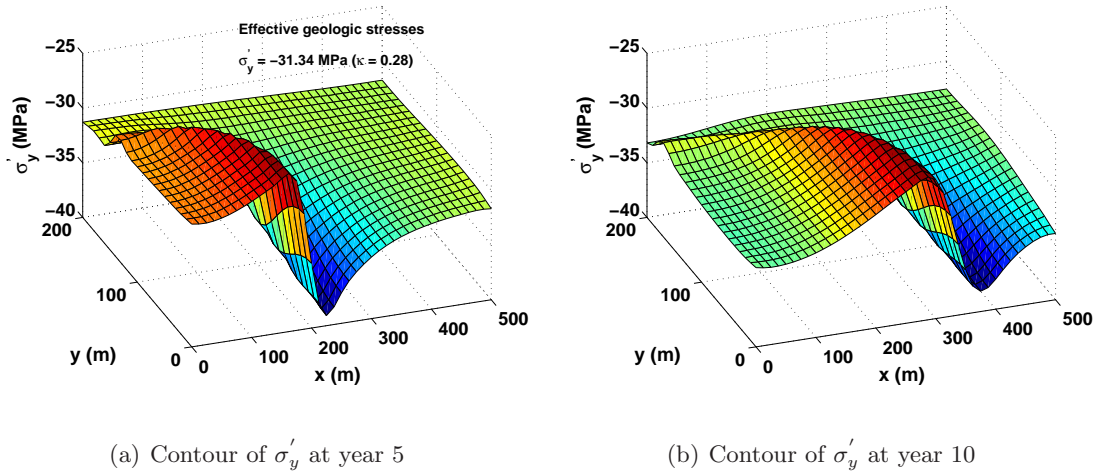 Effective geologic stresses
σ'y = −31.34 MPa (κ = 0.28)
−25
−30
−35
−40
σ'y (MPa)
200
100
0
y (m)
0
100
200
300
400
500
x (m)
−25
−30
−35
−40
σ'y (MPa)
200
100
0
y (m)
0
100
200
300
400
500
x (m)
(a) Contour of σ'y at year 5
(b) Contour of σ'y at year 10